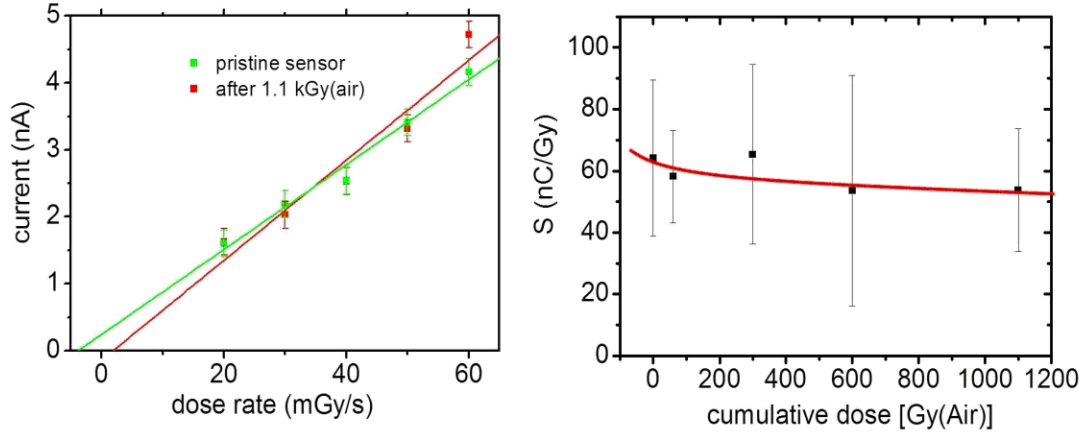 5
4
3
2
1
0
current (nA)
pristine sensor
after 1.1 kGy(air)
0 20 40 60
dose rate (mGy/s)
100
80
60
40
20
0
S (nC/Gy)
0 200 400 600 800 1000 1200
cumulative dose [Gy(Air)]